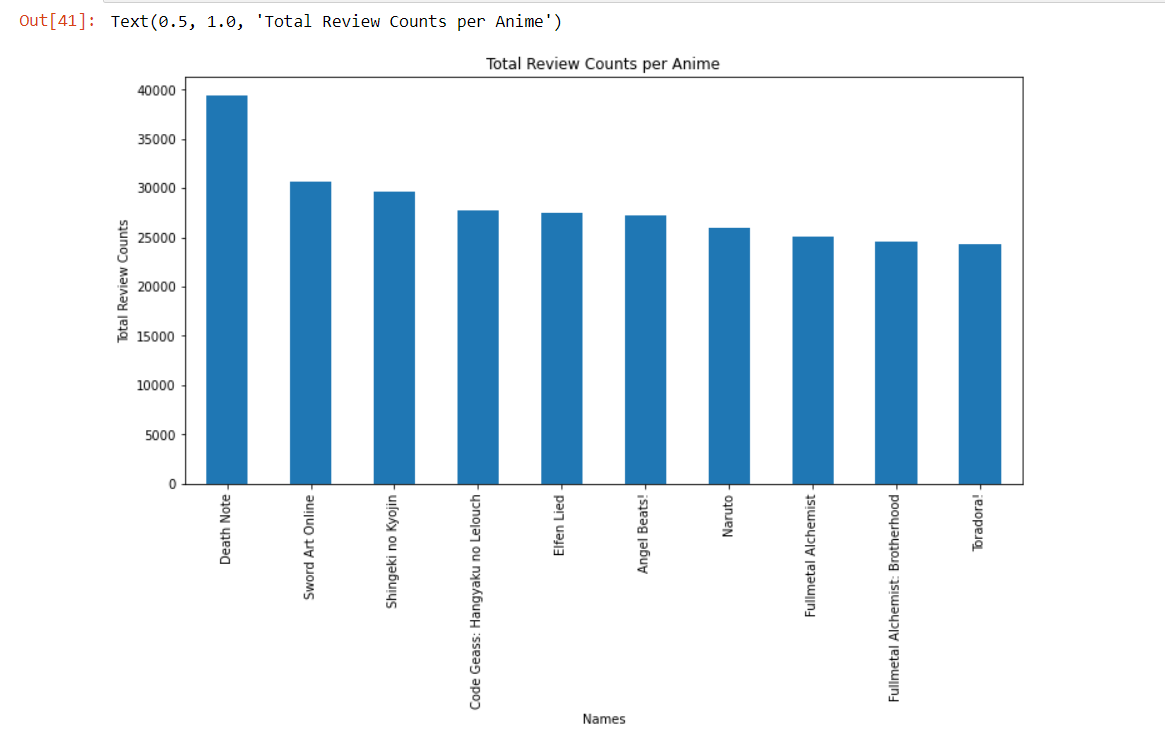 Out[41]: Text(0.5, 1.0, 'Total Review Counts per Anime')
Total Review Counts per Anime
40000
35000
30000
25000
20000
15000
10000
5000
0
Total Review Counts
Death Note
Sword Art Online
Shingeki no Kyojin
Code Geass: Hangyaku no Lelouch
Elfen Lied
Angel Beats!
Naruto
Fullmetal Alchemist
Fullmetal Alchemist: Brotherhood
Toradora!
Names